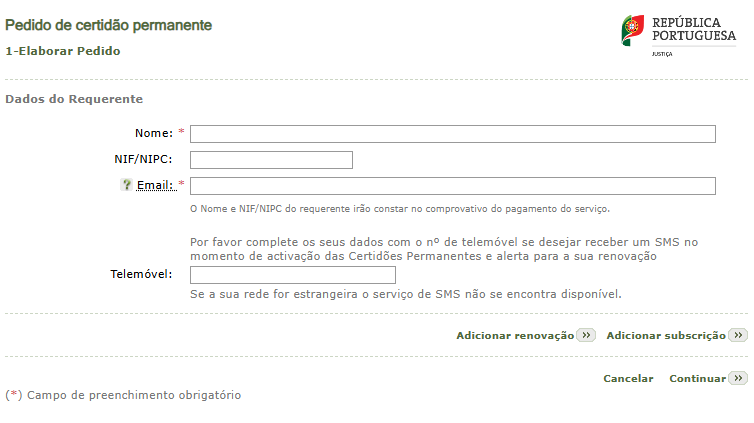 Pedido de certidão permanente
REPÚBLICA
PORTUGUESA
JUSTIÇA
1-Elaborar Pedido
Dados do Requerente
Nome: *
NIF/NIPC:
? Email: *
O Nome e NIF/NIPC do requerente irão constar no comprovativo do pagamento do serviço.
Por favor complete os seus dados com o nº de telemóvel se desejar receber um SMS no
momento de activação das Certidões Permanentes e alerta para a sua renovação
Telemóvel:
Se a sua rede for estrangeira o serviço de SMS não se encontra disponível.
Adicionar renovação >> Adicionar subscrição >>
Cancelar Continuar >>
(*) Campo de preenchimento obrigatório